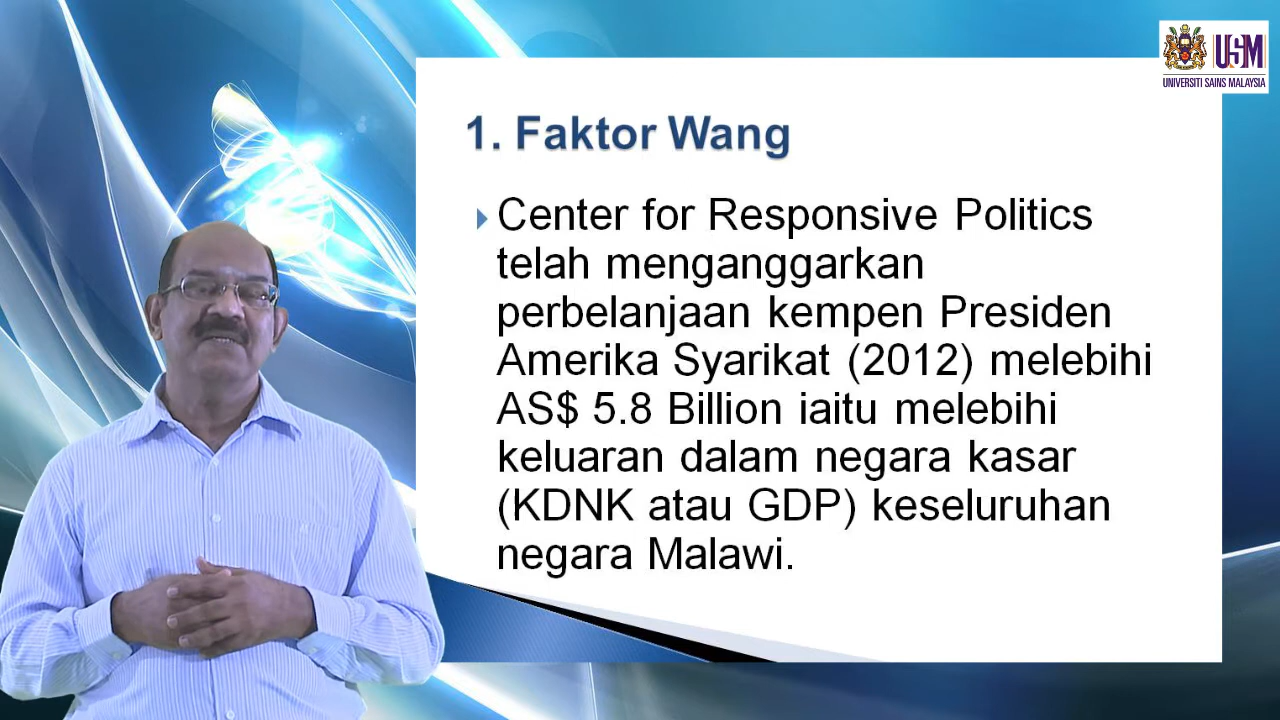 USM
UNIVERSITI SAINS MALAYSIA
1. Faktor Wang
Center for Responsive Politics
telah menganggarkan
perbelanjaan kempen Presiden
Amerika Syarikat (2012) melebihi
AS$ 5.8 Billion iaitu melebihi
keluaran dalam negara kasar
(KDNK atau GDP) keseluruhan
negara Malawi.